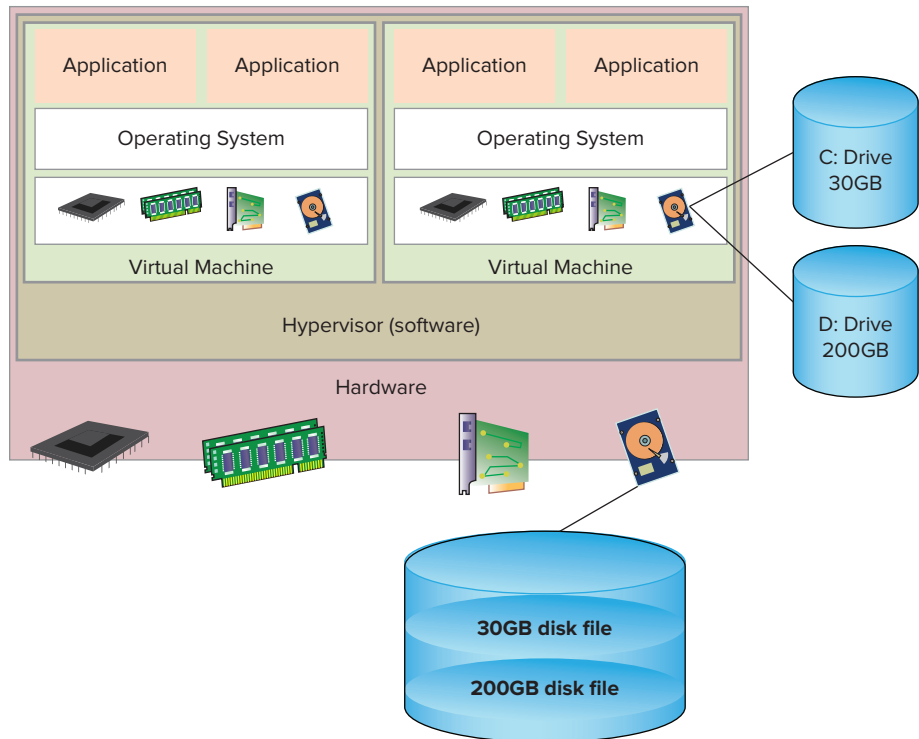 Application
Application
Application
Application
Operating System
Operating System
Virtual Machine
Virtual Machine
Hypervisor (software)
Hardware
C: Drive
30GB
D: Drive
200GB
30GB disk file
200GB disk file